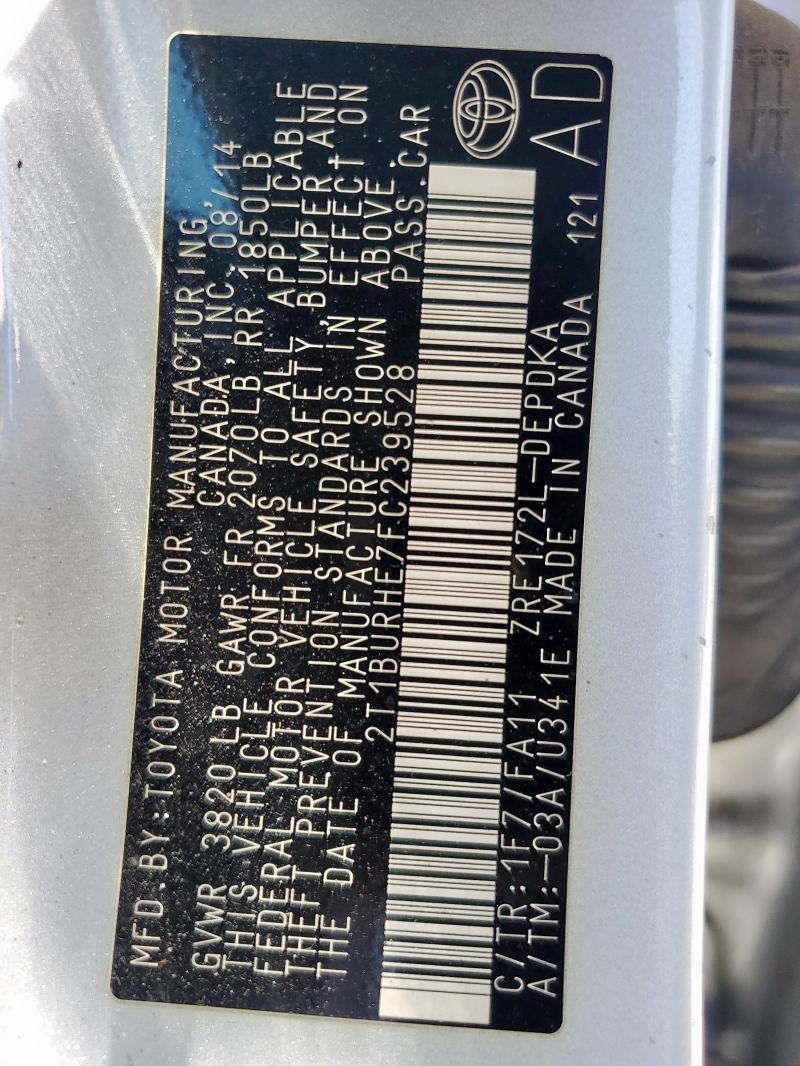 MFD.BY:TOYOTA MOTOR MANUFACTURING,
CANADA,INC. 08/14
GVWR 3820LB GAWR FR 2070LB RR 1850LB
THIS VEHICLE CONFORMS TO ALL APPLICABLE
FEDERAL MOTOR VEHICLE SAFETY, BUMPER,AND
THEFT PREVENTION STANDARDS IN EFFECT ON
THE DATE OF MANUFACTURE SHOWN ABOVE.
2T1BURHE7FC239528 PASS.CAR
C/TR:1F7/FA11 ZRE172L-DEPDKA
A/TM:-03A/U341E MADE IN CANADA 121 AD